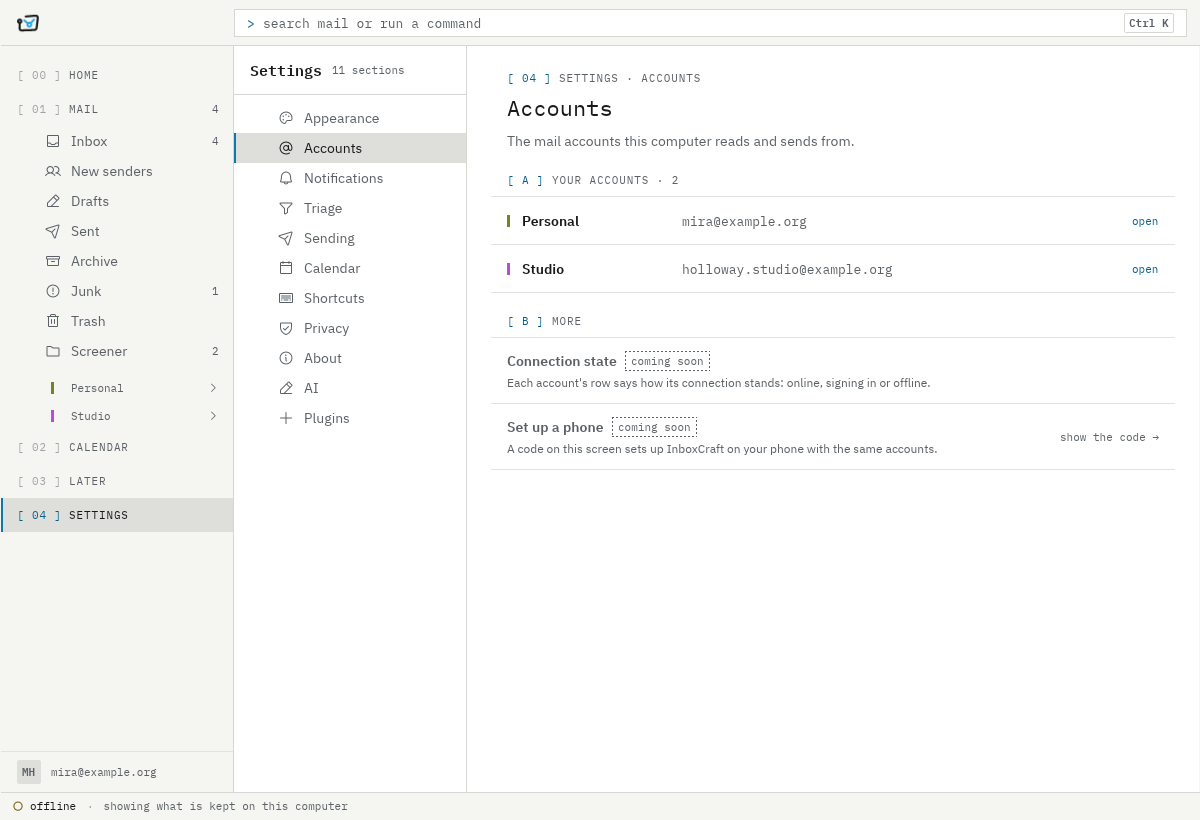 > search mail or run a command Ctrl K
[ 00 ] HOME
[ 01 ] MAIL 4
Inbox 4
New senders
Drafts
Sent
Archive
Junk 1
Trash
Screener 2
Personal
Studio
[ 02 ] CALENDAR
[ 03 ] LATER
[ 04 ] SETTINGS
MH mira@example.org
Settings 11 sections
Appearance
Accounts
Notifications
Triage
Sending
Calendar
Shortcuts
Privacy
About
AI
Plugins
[ 04 ] SETTINGS · ACCOUNTS
Accounts
The mail accounts this computer reads and sends from.
[ A ] YOUR ACCOUNTS · 2
Personal mira@example.org open
Studio holloway.studio@example.org open
[ B ] MORE
Connection state coming soon
Each account's row says how its connection stands: online, signing in or offline.
Set up a phone coming soon
A code on this screen sets up InboxCraft on your phone with the same accounts.
show the code →
offline · showing what is kept on this computer